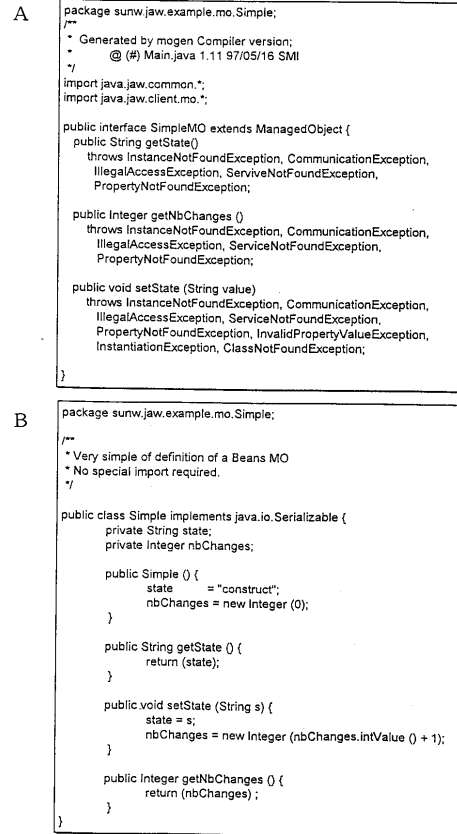 A
package sunw.jaw.example.mo.Simple;
/**
* Generated by mogen Compiler version;
* @ (#) Main.java 1.11 97/05/16 SMI
*/
import java.jaw.common.*;
import java.jaw.client.mo.*;
public interface SimpleMO extends ManagedObject {
public String getState()
throws InstanceNotFoundException, CommunicationException,
IllegalAccessException, ServiveNotFoundException,
PropertyNotFoundException;
public Integer getNbChanges ()
throws InstanceNotFoundException, CommunicationException,
IllegalAccessException, ServiceNotFoundException,
PropertyNotFoundException;
public void setState (String value)
throws InstanceNotFoundException, CommunicationException,
IllegalAccessException, ServiceNotFoundException,
PropertyNotFoundException, InvalidPropertyValueException,
InstantiationException, ClassNotFoundException;
}
B
package sunw.jaw.example.mo.Simple;
/**
* Very simple of definition of a Beans MO
* No special import required.
*/
public class Simple implements java.io.Serializable {
private String state;
private Integer nbChanges;
public Simple () {
state = "construct";
nbChanges = new Integer (0);
}
public String getState () {
return (state);
}
public void setState (String s) {
state = s;
nbChanges = new Integer (nbChanges.intValue () + 1);
}
public Integer getNbChanges () {
return (nbChanges) ;
}
}